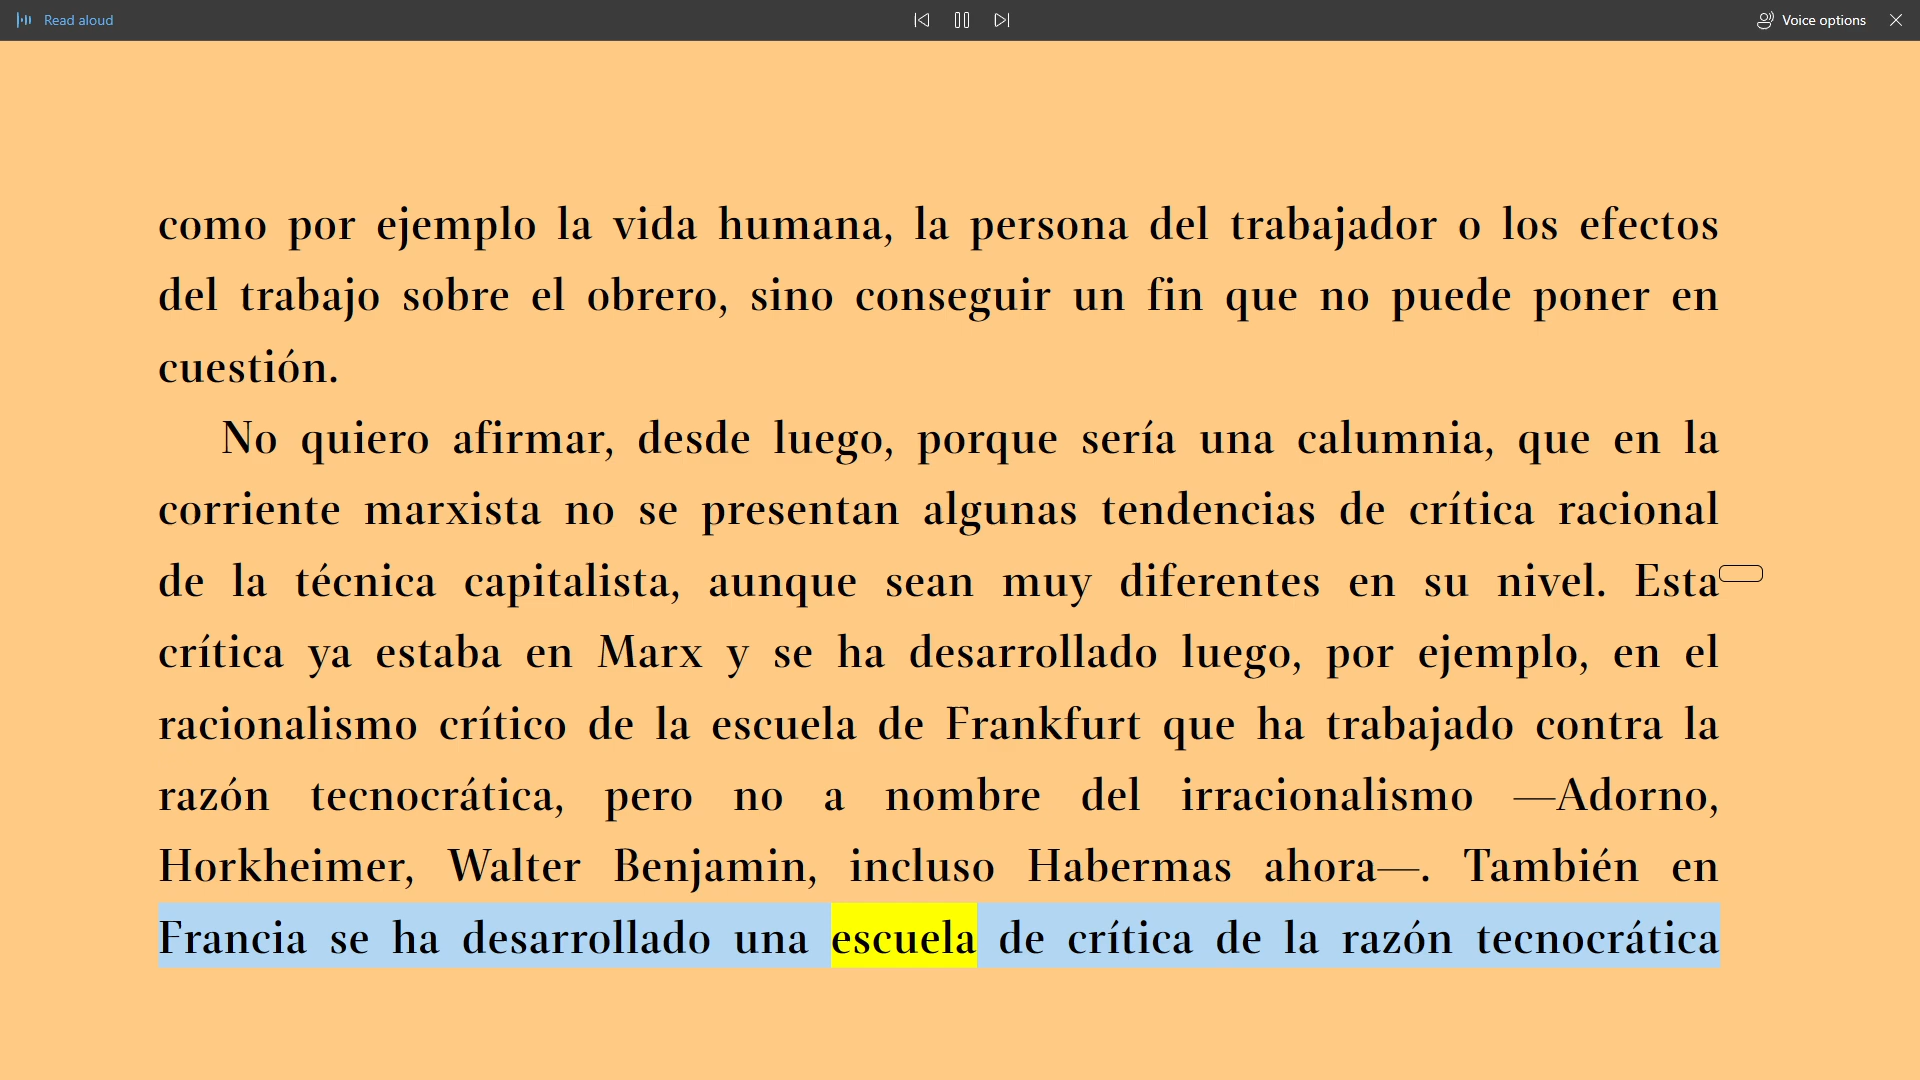 Read aloud
Voice options
como por ejemplo la vida humana, la persona del trabajador o los efectos
del trabajo sobre el obrero, sino conseguir un fin que no puede poner en
cuestión.
No quiero afirmar, desde luego, porque sería una calumnia, que en la
corriente marxista no se presentan algunas tendencias de crítica racional
de la técnica capitalista, aunque sean muy diferentes en su nivel. Esta
crítica ya estaba en Marx y se ha desarrollado luego, por ejemplo, en el
racionalismo crítico de la escuela de Frankfurt que ha trabajado contra la
razón tecnocrática, pero no a nombre del irracionalismo —Adorno,
Horkheimer, Walter Benjamin, incluso Habermas ahora—. También en
Francia se ha desarrollado una escuela de crítica de la razón tecnocrática